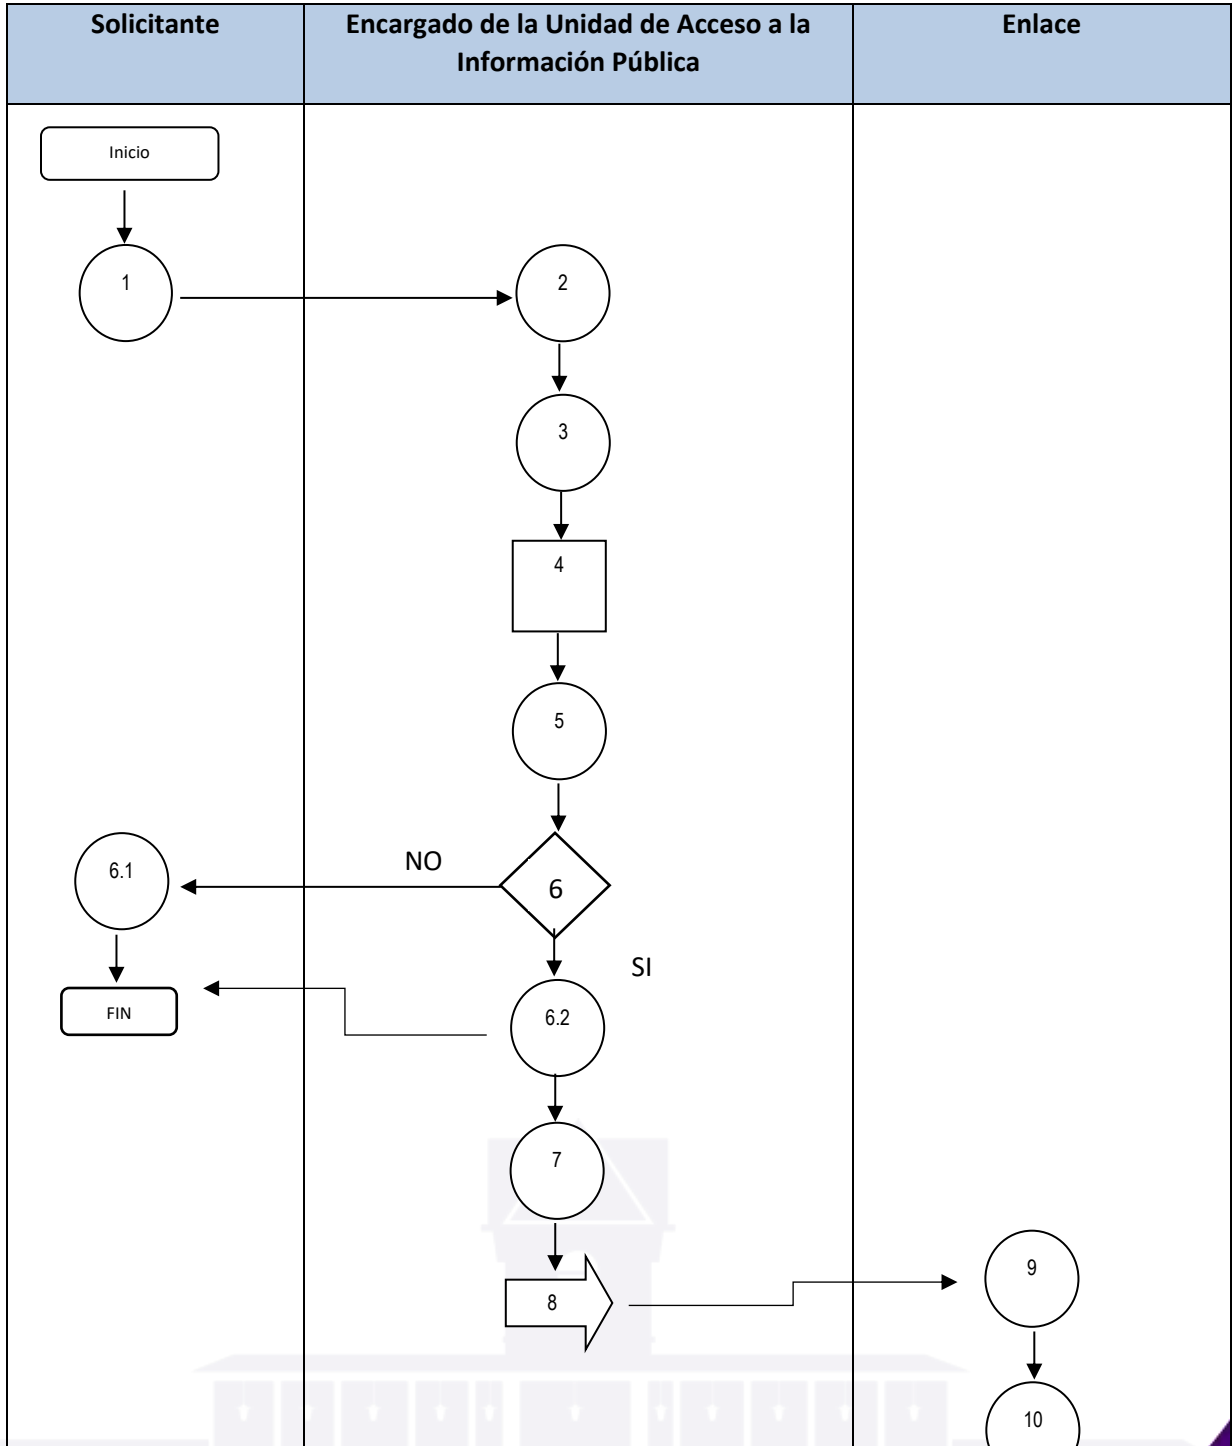 Solicitante
Encargado de la Unidad de Acceso a la
Información Pública
Enlace
Inicio
1
2
3
4
5
6.1
NO
6
SI
FIN
6.2
7
8
9
10